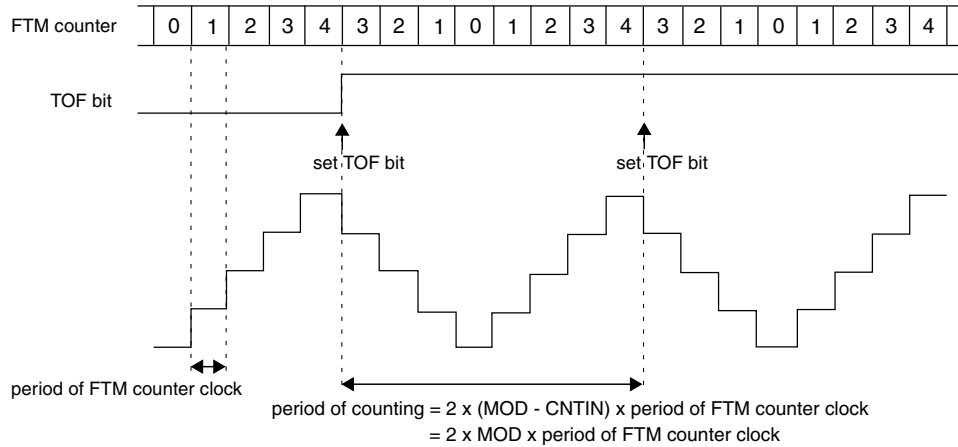 FTM counter 0 1 2 3 4 3 2 1 0 1 2 3 4 3 2 1 0 1 2 3 4
TOF bit
set TOF bit set TOF bit
period of FTM counter clock
period of counting = 2 x (MOD - CNTIN) x period of FTM counter clock
= 2 x MOD x period of FTM counter clock